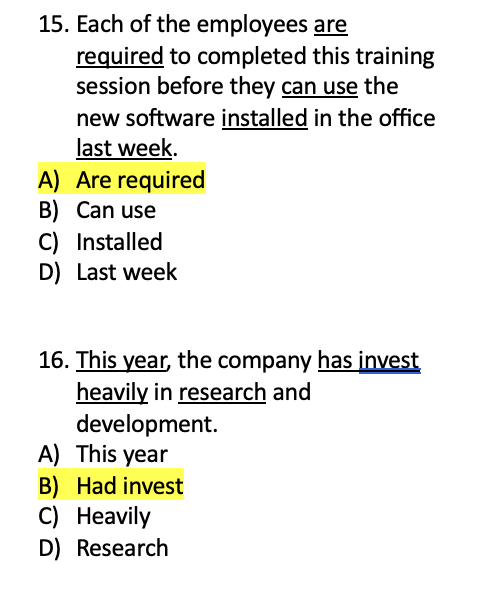 15. Each of the employees are
required to completed this training
session before they can use the
new software installed in the office
last week.
A) Are required
B) Can use
C) Installed
D) Last week
16. This year, the company has invest
heavily in research and
development.
A) This year
B) Had invest
C) Heavily
D) Research